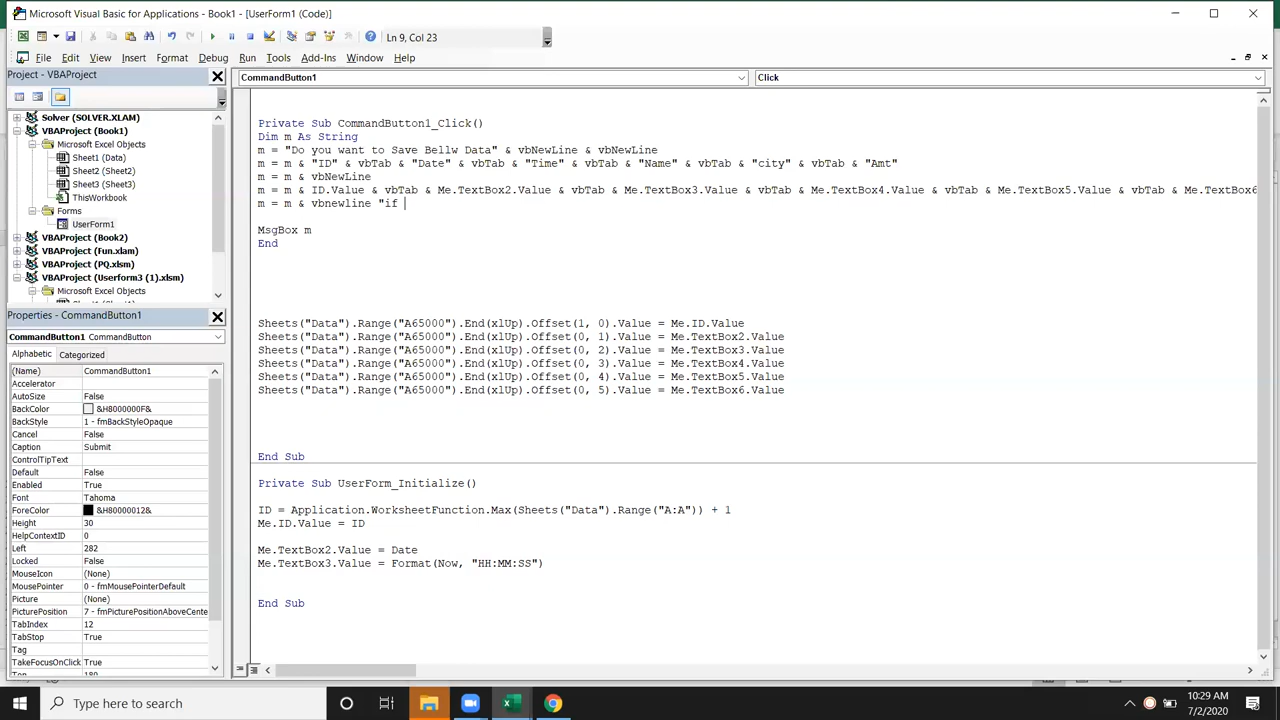 Microsoft Visual Basic for Applications - Book1 - [UserForm1 (Code)]
File Edit View Insert Format Debug Run Tools Add-Ins Window Help
Ln 9, Col 23
Project - VBAProject
Solver (SOLVER.XLAM)
VBAProject (Book1)
Microsoft Excel Objects
Sheet1 (Data)
Sheet2 (Sheet2)
Sheet3 (Sheet3)
ThisWorkbook
Forms
UserForm1
VBAProject (Book2)
VBAProject (Fun.xlam)
VBAProject (PQ.xlsm)
VBAProject (Userform3 (1).xlsm)
Microsoft Excel Objects
Properties - CommandButton1
CommandButton1 CommandButton
Alphabetic Categorized
(Name) CommandButton1
Accelerator
AutoSize False
BackColor &H8000000F&
BackStyle 1 - fmBackStyleOpaque
Cancel False
Caption Submit
ControlTipText
Default False
Enabled True
Font Tahoma
ForeColor &H80000012&
Height 30
HelpContextID 0
Left 282
Locked False
MouseIcon (None)
MousePointer 0 - fmMousePointerDefault
Picture (None)
PicturePosition 7 - fmPicturePositionAboveCente
TabIndex 12
TabStop True
Tag
TakeFocusOnClick True
Top 180
CommandButton1 Click
Private Sub CommandButton1_Click()
Dim m As String
m = "Do you want to Save Bellw Data" & vbNewLine & vbNewLine
m = m & "ID" & vbTab & "Date" & vbTab & "Time" & vbTab & "Name" & vbTab & "city" & vbTab & "Amt"
m = m & vbNewLine
m = m & ID.Value & vbTab & Me.TextBox2.Value & vbTab & Me.TextBox3.Value & vbTab & Me.TextBox4.Value & vbTab & Me.TextBox5.Value & vbTab & Me.TextBox6
m = m & vbnewline "if
MsgBox m
End
Sheets("Data").Range("A65000").End(xlUp).Offset(1, 0).Value = Me.ID.Value
Sheets("Data").Range("A65000").End(xlUp).Offset(0, 1).Value = Me.TextBox2.Value
Sheets("Data").Range("A65000").End(xlUp).Offset(0, 2).Value = Me.TextBox3.Value
Sheets("Data").Range("A65000").End(xlUp).Offset(0, 3).Value = Me.TextBox4.Value
Sheets("Data").Range("A65000").End(xlUp).Offset(0, 4).Value = Me.TextBox5.Value
Sheets("Data").Range("A65000").End(xlUp).Offset(0, 5).Value = Me.TextBox6.Value
End Sub
Private Sub UserForm_Initialize()
ID = Application.WorksheetFunction.Max(Sheets("Data").Range("A:A")) + 1
Me.ID.Value = ID
Me.TextBox2.Value = Date
Me.TextBox3.Value = Format(Now, "HH:MM:SS")
End Sub
Type here to search
10:29 AM
7/2/2020